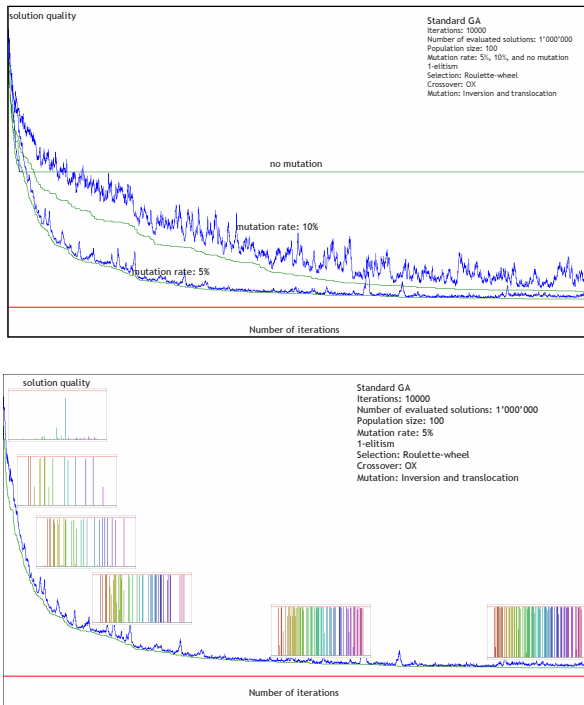 solution quality
Standard GA
Iterations: 10000
Number of evaluated solutions: 1'000'000
Population size: 100
Mutation rate: 5%, 10%, and no mutation
1-elitism
Selection: Roulette-wheel
Crossover: OX
Mutation: Inversion and translocation
no mutation
mutation rate: 10%
mutation rate: 5%
Number of iterations
solution quality
Standard GA
Iterations: 10000
Number of evaluated solutions: 1'000'000
Population size: 100
Mutation rate: 5%
1-elitism
Selection: Roulette-wheel
Crossover: OX
Mutation: Inversion and translocation
Number of iterations